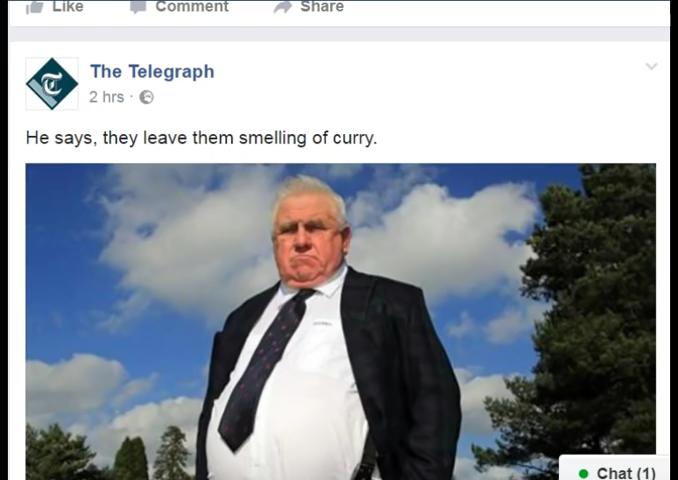 Like Comment Share
The Telegraph
2 hrs ·
He says, they leave them smelling of curry.
Chat (1)